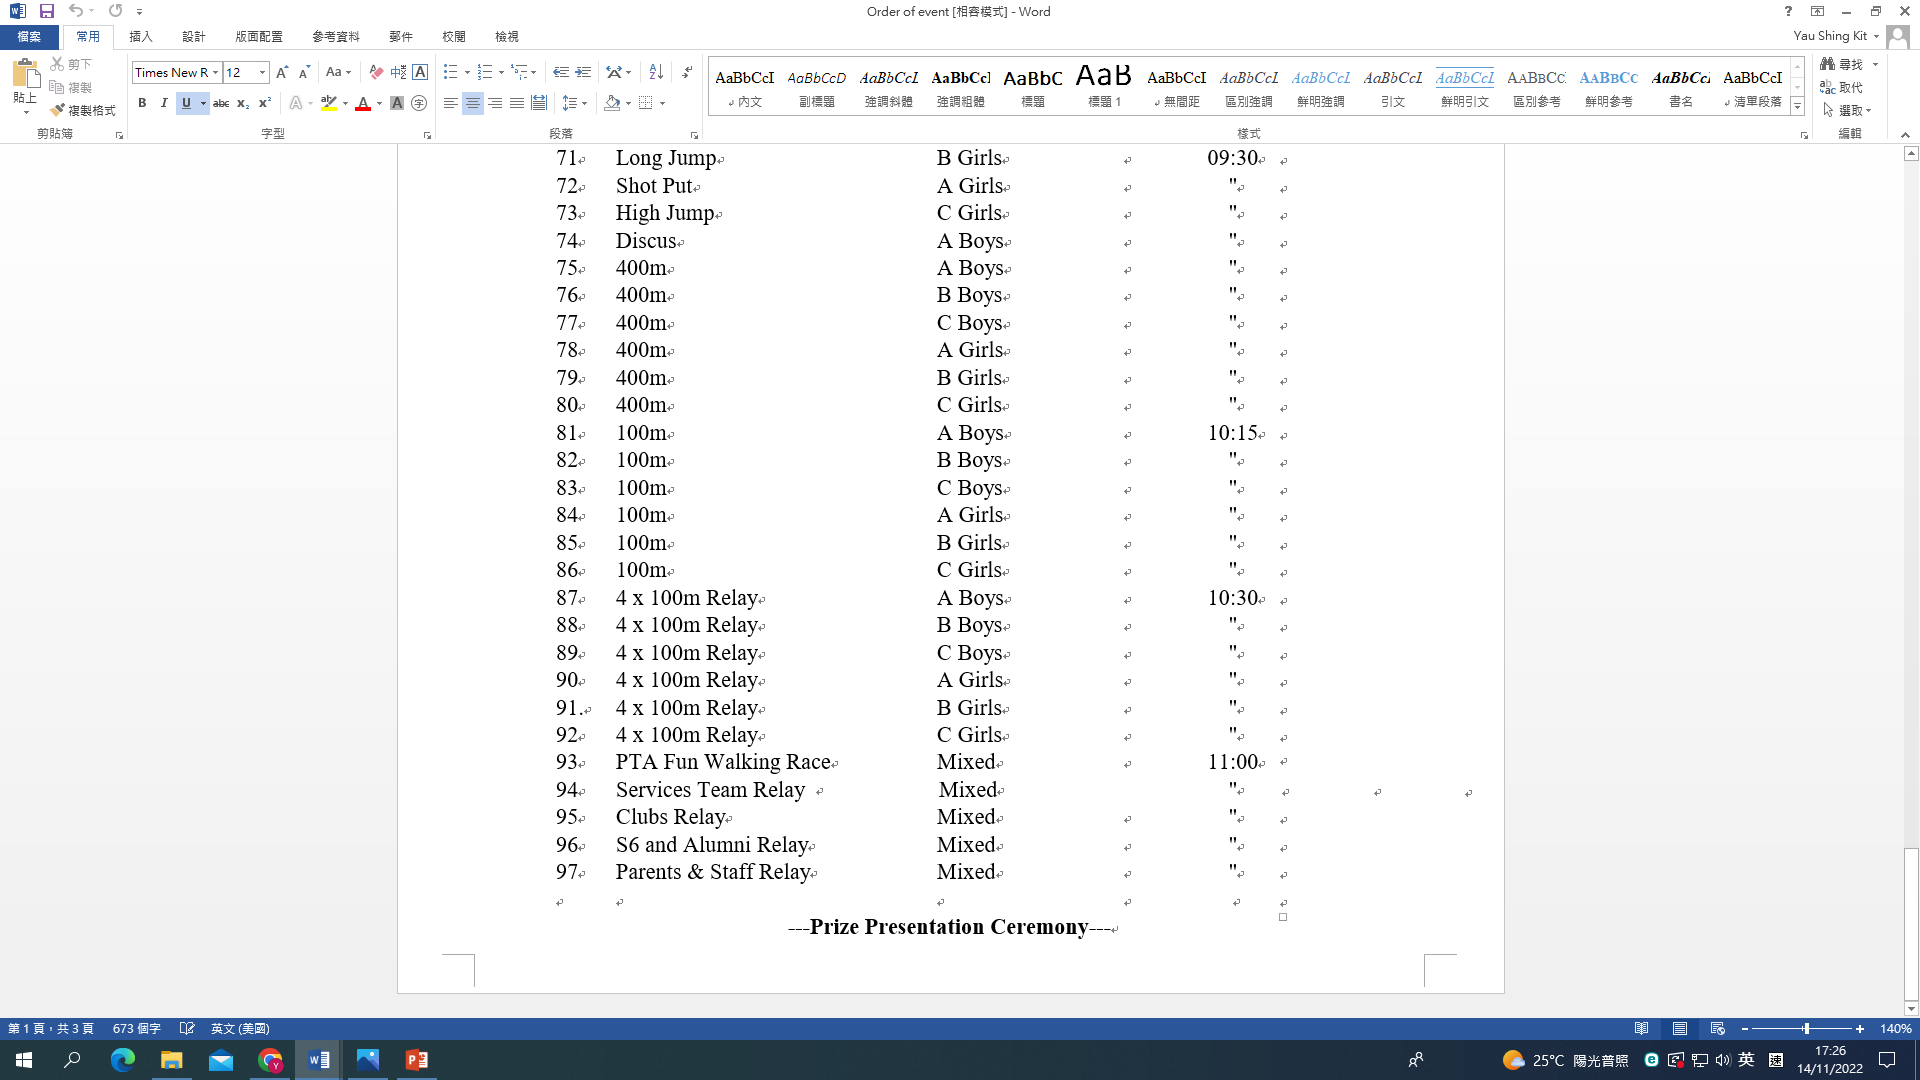 Order of event [相容模式] - Word
Yau Shing Kit
檔案 常用 插入 設計 版面配置 參考資料 郵件 校閱 檢視
貼上 剪下 複製 複製格式 剪貼簿
Times New R 12 字型
段落
AaBbCcI AaBbCcD AaBbCcL AaBbCcI AaBbC AaB AaBbCcI AaBbCcL AaBbCcL AaBbCcL AaBbCcL AaBbCc AaBbCc AaBbCcI AaBbCcI
內文 副標題 強調斜體 強調粗體 標題 標題 1 無間距 區別強調 鮮明強調 引文 鮮明引文 區別參考 鮮明參考 書名 清單段落
樣式
尋找 取代 選取 編輯
71 Long Jump B Girls 09:30
72 Shot Put A Girls "
73 High Jump C Girls "
74 Discus A Boys "
75 400m A Boys "
76 400m B Boys "
77 400m C Boys "
78 400m A Girls "
79 400m B Girls "
80 400m C Girls "
81 100m A Boys 10:15
82 100m B Boys "
83 100m C Boys "
84 100m A Girls "
85 100m B Girls "
86 100m C Girls "
87 4 x 100m Relay A Boys 10:30
88 4 x 100m Relay B Boys "
89 4 x 100m Relay C Boys "
90 4 x 100m Relay A Girls "
91. 4 x 100m Relay B Girls "
92 4 x 100m Relay C Girls "
93 PTA Fun Walking Race Mixed 11:00
94 Services Team Relay Mixed "
95 Clubs Relay Mixed "
96 S6 and Alumni Relay Mixed "
97 Parents & Staff Relay Mixed "
---Prize Presentation Ceremony---
第 1 頁，共 3 頁 673 個字 英文 (美國) 140%
25°C 陽光普照 英 速 17:26
14/11/2022